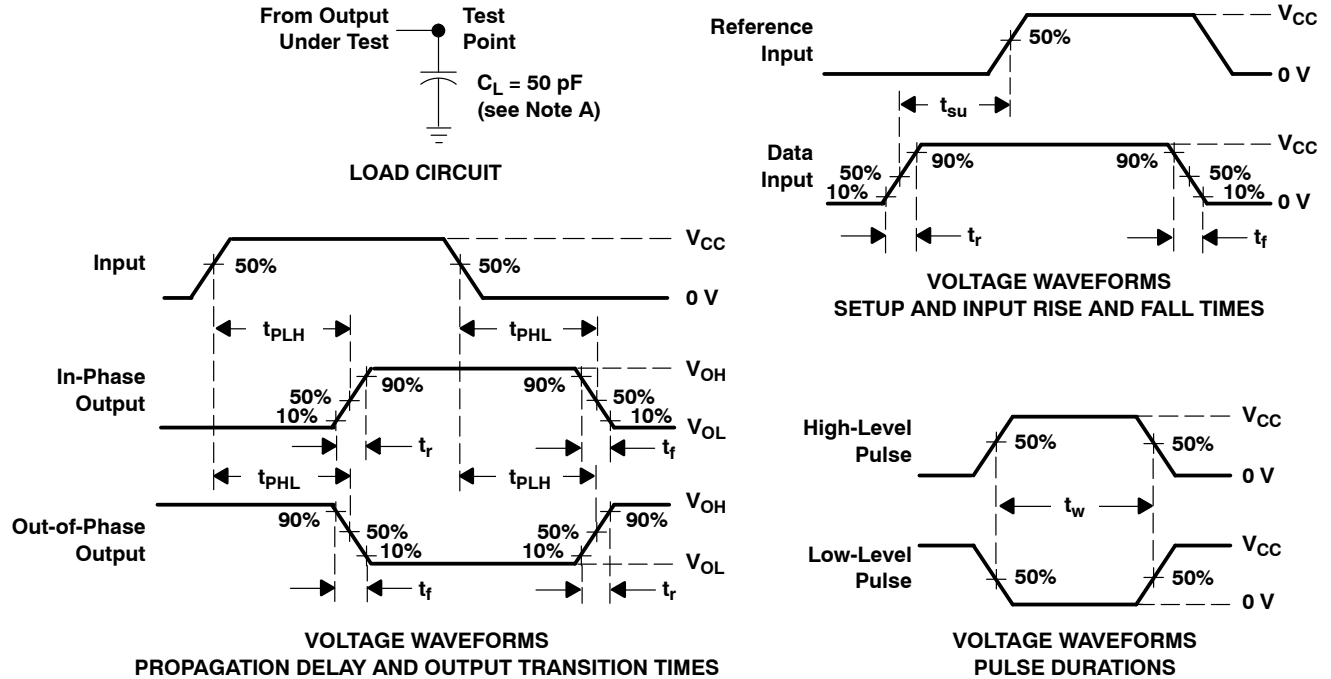 From Output
Under Test
Test
Point
CL = 50 pF
(see Note A)
LOAD CIRCUIT
Reference
Input
50%
VCC
0 V
tsu
Data
Input
50%
10%
90%
90%
50%
10%
VCC
0 V
tr
tf
VOLTAGE WAVEFORMS
SETUP AND INPUT RISE AND FALL TIMES
Input
50%
50%
VCC
0 V
tPLH
tPHL
In-Phase
Output
50%
10%
90%
90%
50%
10%
VOH
VOL
tr
tf
tPHL
tPLH
Out-of-Phase
Output
90%
50%
10%
50%
10%
90%
VOH
VOL
tf
tr
VOLTAGE WAVEFORMS
PROPAGATION DELAY AND OUTPUT TRANSITION TIMES
High-Level
Pulse
50%
50%
VCC
0 V
tw
Low-Level
Pulse
50%
50%
VCC
0 V
VOLTAGE WAVEFORMS
PULSE DURATIONS